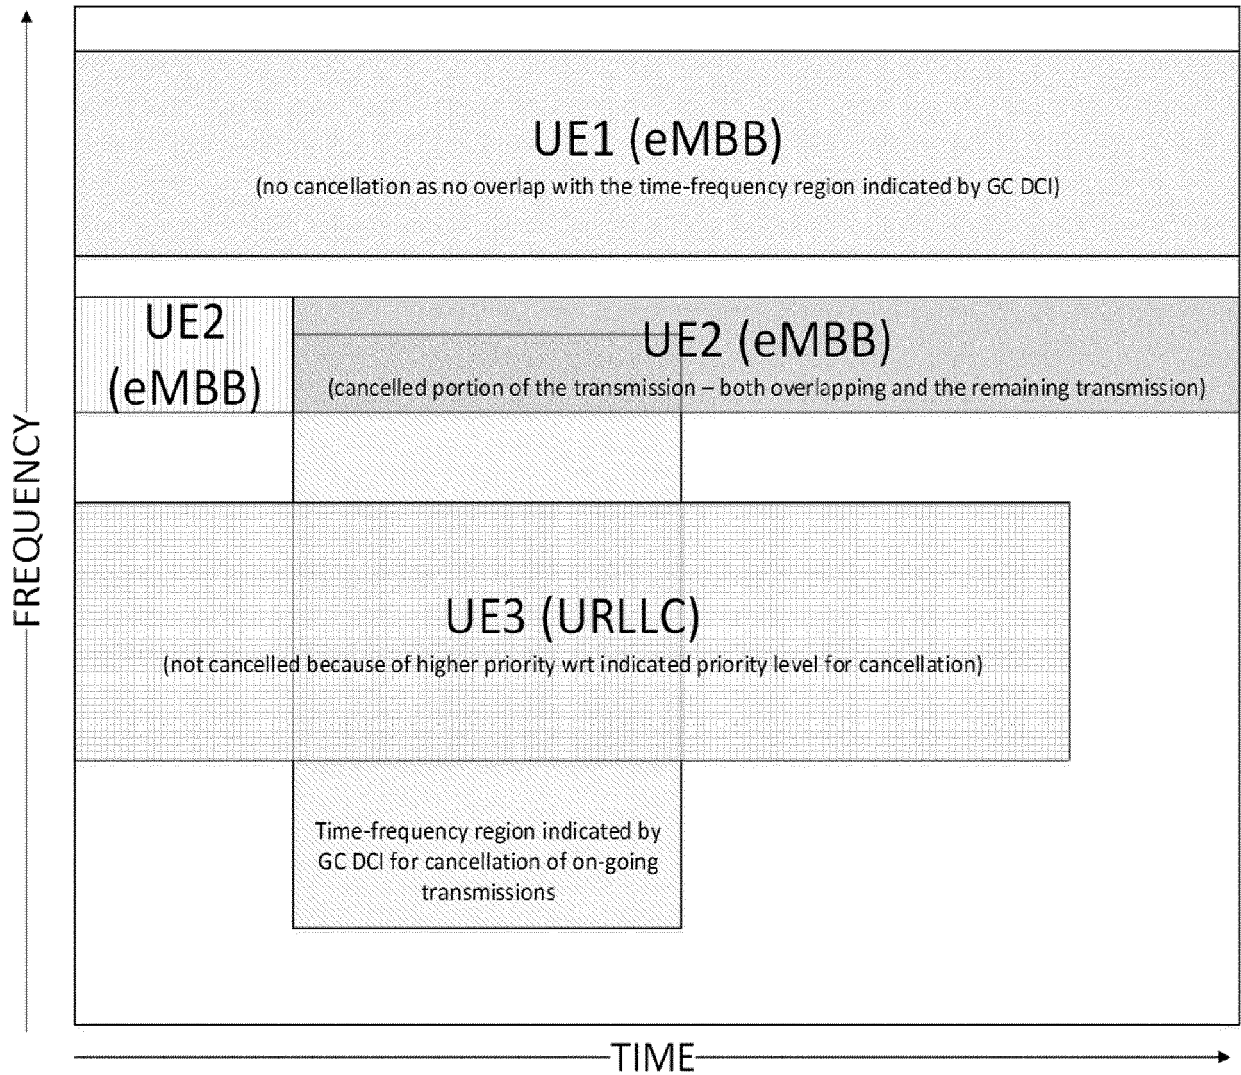 UE1 (eMBB)
(no cancellation as no overlap with the time-frequency region indicated by GC DCI)
UE2
(eMBB)
UE2 (eMBB)
(cancelled portion of the transmission – both overlapping and the remaining transmission)
FREQUENCY
UE3 (URLLC)
(not cancelled because of higher priority wrt indicated priority level for cancellation)
Time-frequency region indicated by
GC DCI for cancellation of on-going
transmissions
TIME